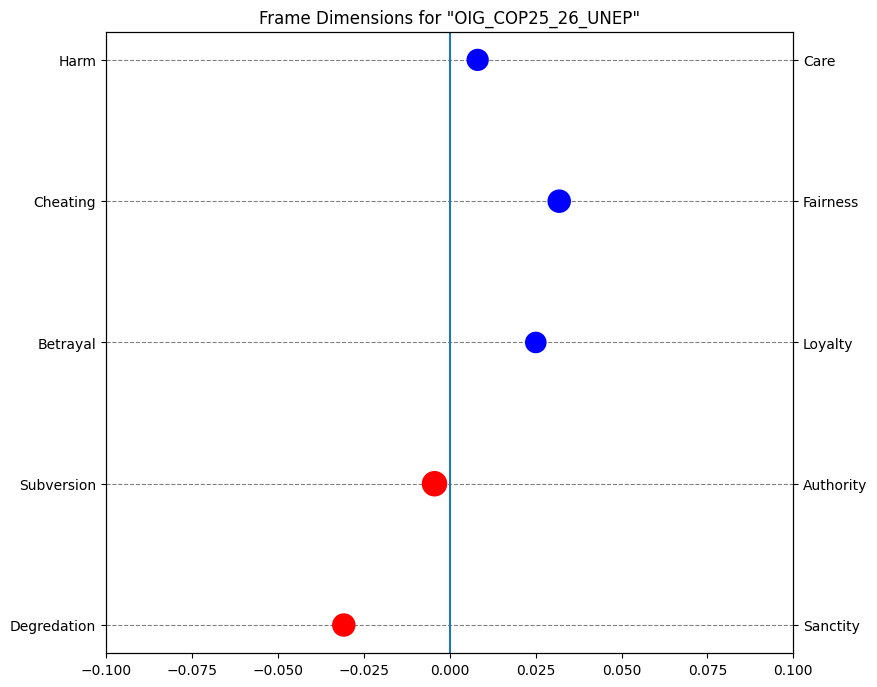 Frame Dimensions for "OIG_COP25_26_UNEP"
Harm Care
Cheating Fairness
Betrayal Loyalty
Subversion Authority
Degredation Sanctity
−0.100 −0.075 −0.050 −0.025 0.000 0.025 0.050 0.075 0.100